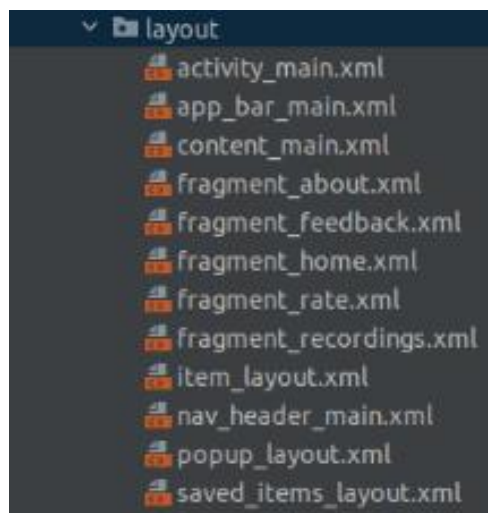 layout
activity_main.xml
app_bar_main.xml
content_main.xml
fragment_about.xml
fragment_feedback.xml
fragment_home.xml
fragment_rate.xml
fragment_recordings.xml
item_layout.xml
nav_header_main.xml
popup_layout.xml
saved_items_layout.xml